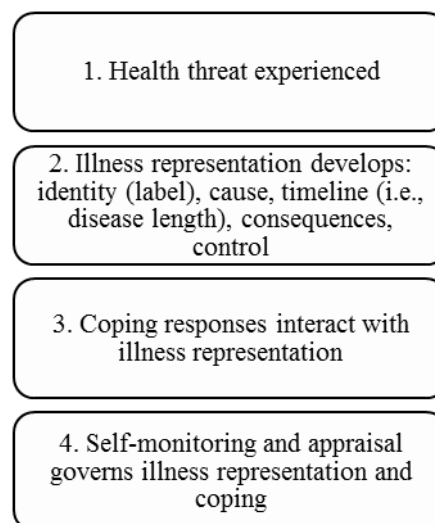 1. Health threat experienced
2. Illness representation develops:
identity (label), cause, timeline (i.e.,
disease length), consequences,
control
3. Coping responses interact with
illness representation
4. Self-monitoring and appraisal
governs illness representation and
coping